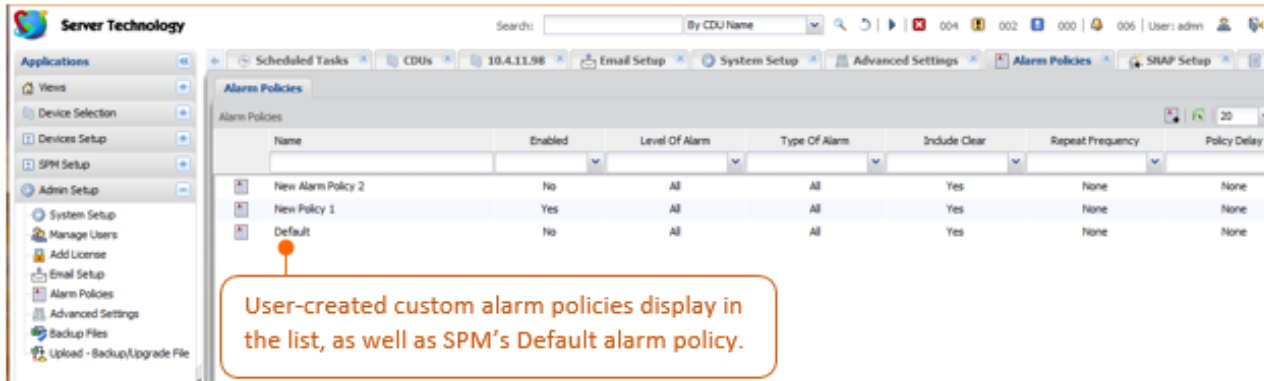 Server Technology
Search: By CDU Name 004 002 000 006 User: admn
Applications
Scheduled Tasks CDUs 10.4.11.98 Email Setup System Setup Advanced Settings Alarm Policies SNAP Setup
Views
Alarm Policies
Device Selection
Alarm Policies 20
Devices Setup
Name Enabled Level Of Alarm Type Of Alarm Include Clear Repeat Frequency Policy Delay
SPM Setup
Admin Setup
New Alarm Policy 2 No All All Yes None None
New Policy 1 Yes All All Yes None None
Default No All All Yes None None
System Setup
Manage Users
Add License
Email Setup
Alarm Policies
Advanced Settings
Backup Files
Upload - Backup/Upgrade File
User-created custom alarm policies display in
the list, as well as SPM's Default alarm policy.